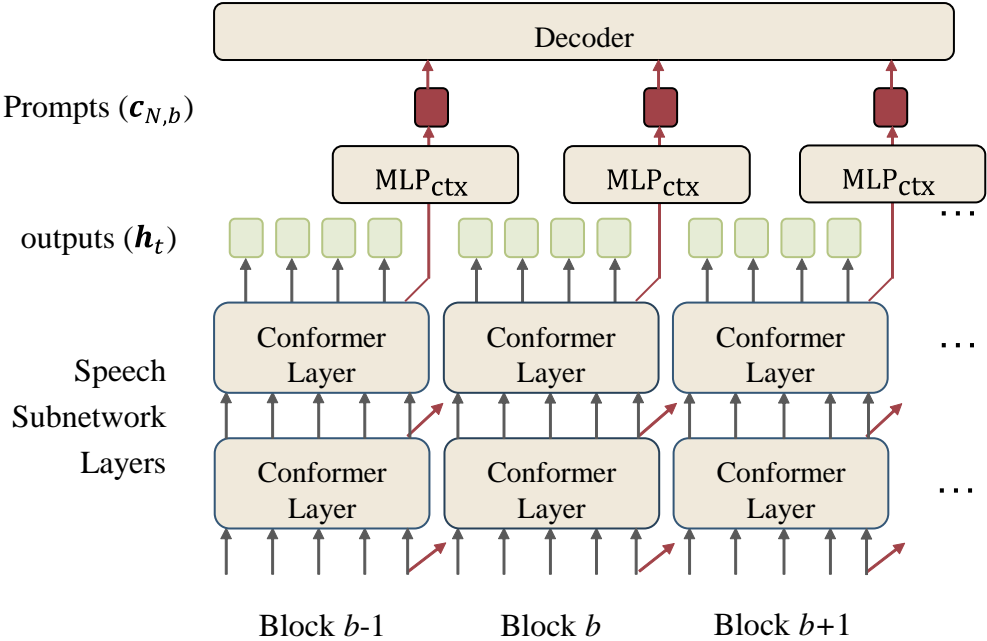 Decoder
Prompts (c_{N,b})
MLP_ctx MLP_ctx MLP_ctx
...
outputs (h_t)
Conformer Layer
Conformer Layer
Conformer Layer
...
Speech
Subnetwork
Layers
Conformer Layer
Conformer Layer
Conformer Layer
...
Block b-1 Block b Block b+1